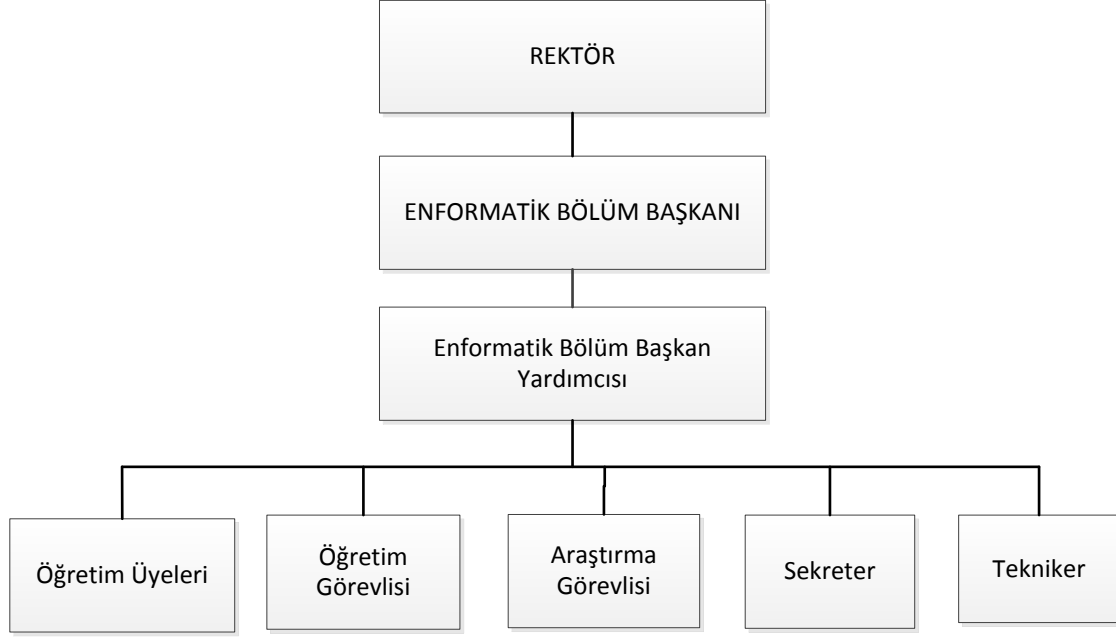 REKTÖR
ENFORMATİK BÖLÜM BAŞKANI
Enformatik Bölüm Başkan
Yardımcısı
Öğretim Üyeleri
Öğretim
Görevlisi
Araştırma
Görevlisi
Sekreter
Tekniker